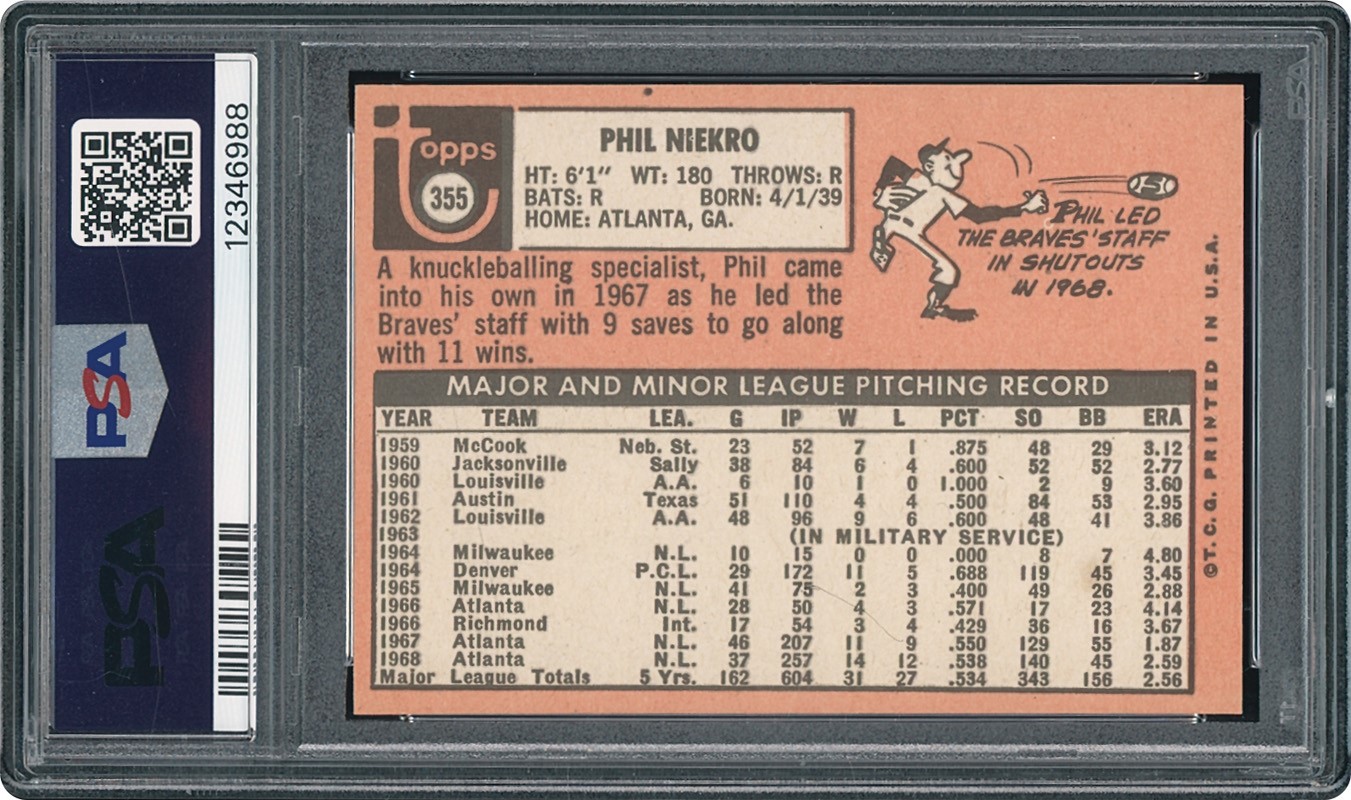 12346988
PSA
PSA
PSA
topps
355
PHIL NIEKRO
HT: 6'1" WT: 180 THROWS: R
BATS: R BORN: 4/1/39
HOME: ATLANTA, GA.
A knuckleballing specialist, Phil came
into his own in 1967 as he led the
Braves' staff with 9 saves to go along
with 11 wins.
PHIL LED
THE BRAVES' STAFF
IN SHUTOUTS
IN 1968.
MAJOR AND MINOR LEAGUE PITCHING RECORD
YEAR TEAM LEA. G IP W L PCT SO BB ERA
1959 McCook Neb. St. 23 52 7 1 .875 48 29 3.12
1960 Jacksonville Sally 38 84 6 4 .600 52 52 2.77
1960 Louisville A.A. 6 10 1 0 1.000 2 9 3.60
1961 Austin Texas 51 110 4 4 .500 84 53 2.95
1962 Louisville A.A. 48 96 9 6 .600 48 41 3.86
1963 (IN MILITARY SERVICE)
1964 Milwaukee N.L. 10 15 0 0 .000 8 7 4.80
1964 Denver P.C.L. 29 172 11 5 .688 119 45 3.45
1965 Milwaukee N.L. 41 75 2 3 .400 49 26 2.88
1966 Atlanta N.L. 28 50 4 3 .571 17 23 4.14
1966 Richmond Int. 17 54 3 4 .429 36 16 3.67
1967 Atlanta N.L. 46 207 11 9 .550 129 55 1.87
1968 Atlanta N.L. 37 257 14 12 .538 140 45 2.59
Major League Totals 5 Yrs. 162 604 31 27 .534 343 156 2.56
©T.C.G. PRINTED IN U.S.A.